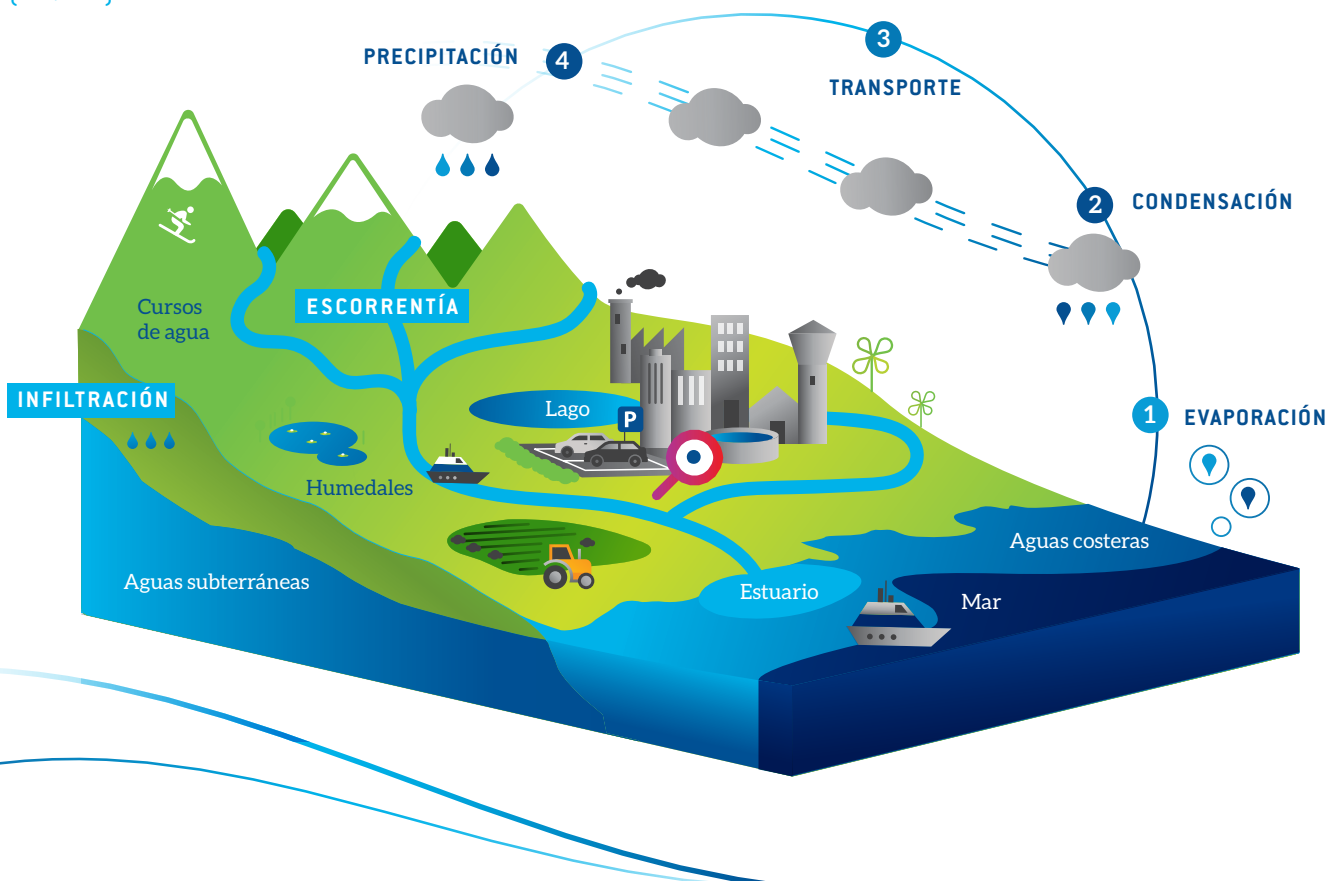 3
PRECIPITACIÓN 4
TRANSPORTE
2 CONDENSACIÓN
Cursos
de agua
ESCORRENTÍA
INFILTRACIÓN
Lago
P
1 EVAPORACIÓN
Humedales
Aguas costeras
Aguas subterráneas
Estuario
Mar